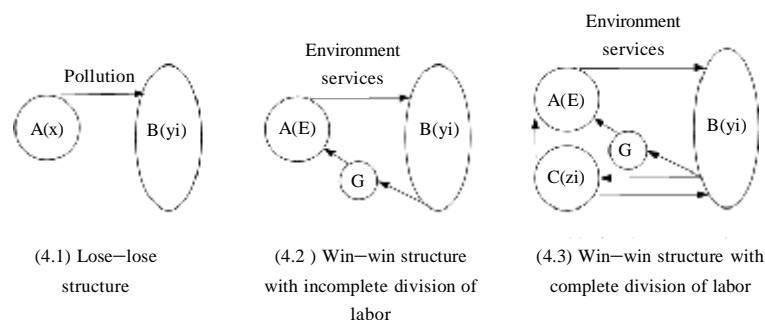 Pollution
A(x)
B(yi)
(4.1) Lose—lose
structure
Environment
services
A(E)
B(yi)
G
(4.2 ) Win—win structure
with incomplete division of
labor
Environment
services
A(E)
B(yi)
G
C(zi)
(4.3) Win—win structure with
complete division of labor